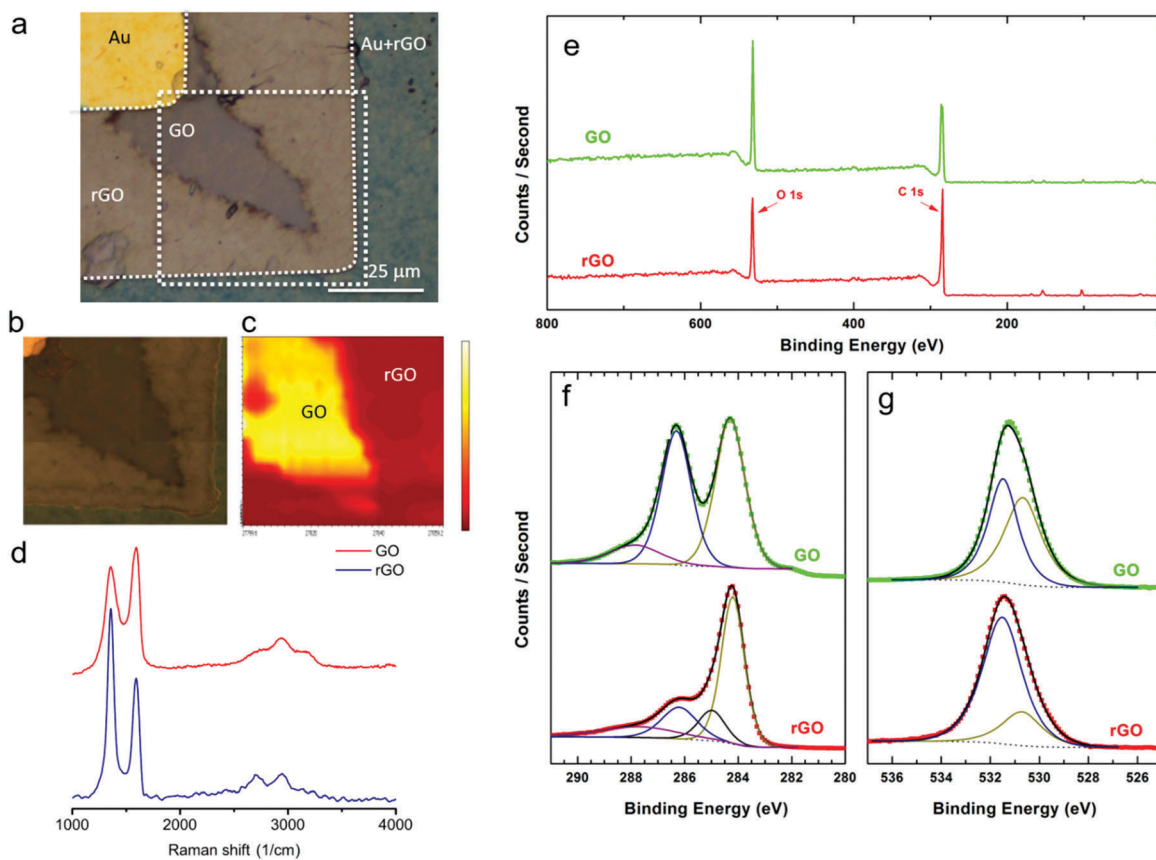 a
Au
Au+rGO
GO
rGO
25 µm
b
c
GO
rGO
d
GO
rGO
1000 2000 3000 4000
Raman shift (1/cm)
e
Counts / Second
GO
O 1s
C 1s
rGO
800 600 400 200
Binding Energy (eV)
f
g
Counts / Second
GO
GO
rGO
rGO
290 288 286 284 282 280
536 534 532 530 528 526
Binding Energy (eV)
Binding Energy (eV)